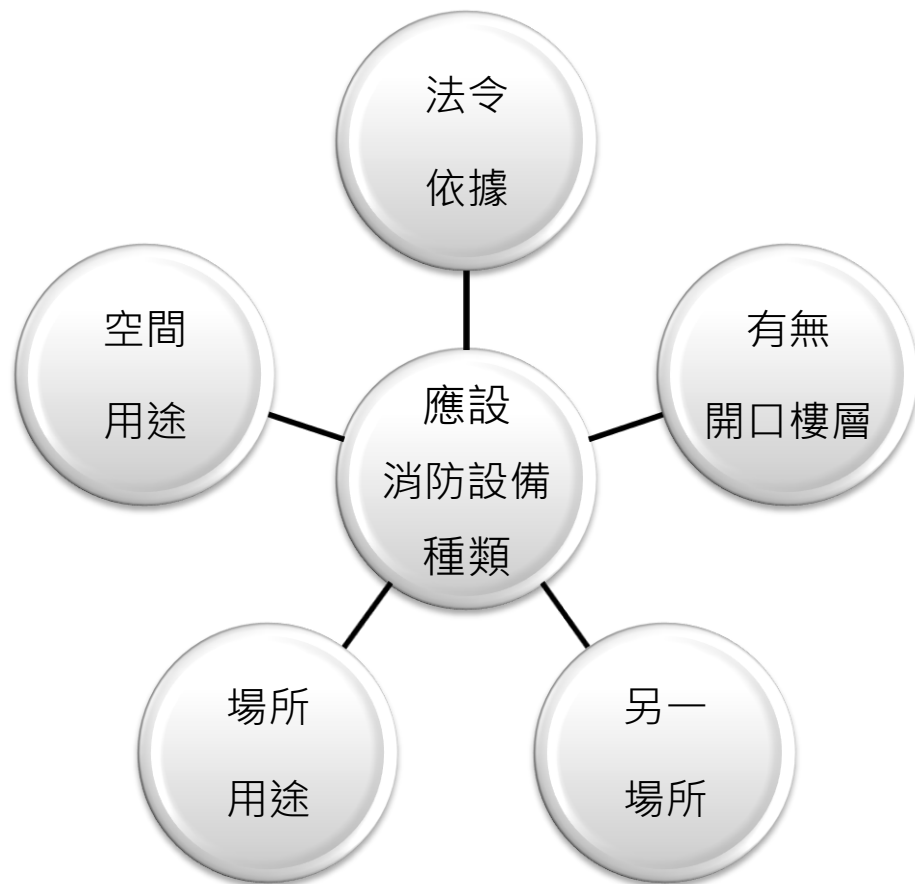 法令
依據
空間
用途
有無
開口樓層
應設
消防設備
種類
場所
用途
另一
場所